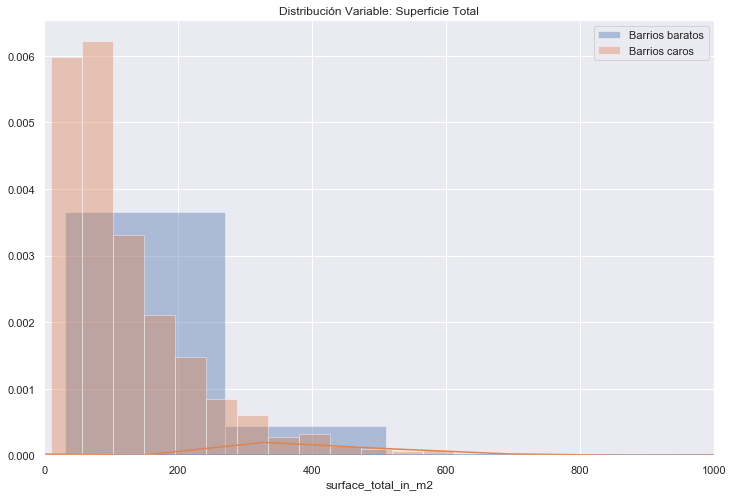 Distribución Variable: Superficie Total
Barrios baratos
Barrios caros
0.006
0.005
0.004
0.003
0.002
0.001
0.000
0 200 400 600 800 1000
surface_total_in_m2